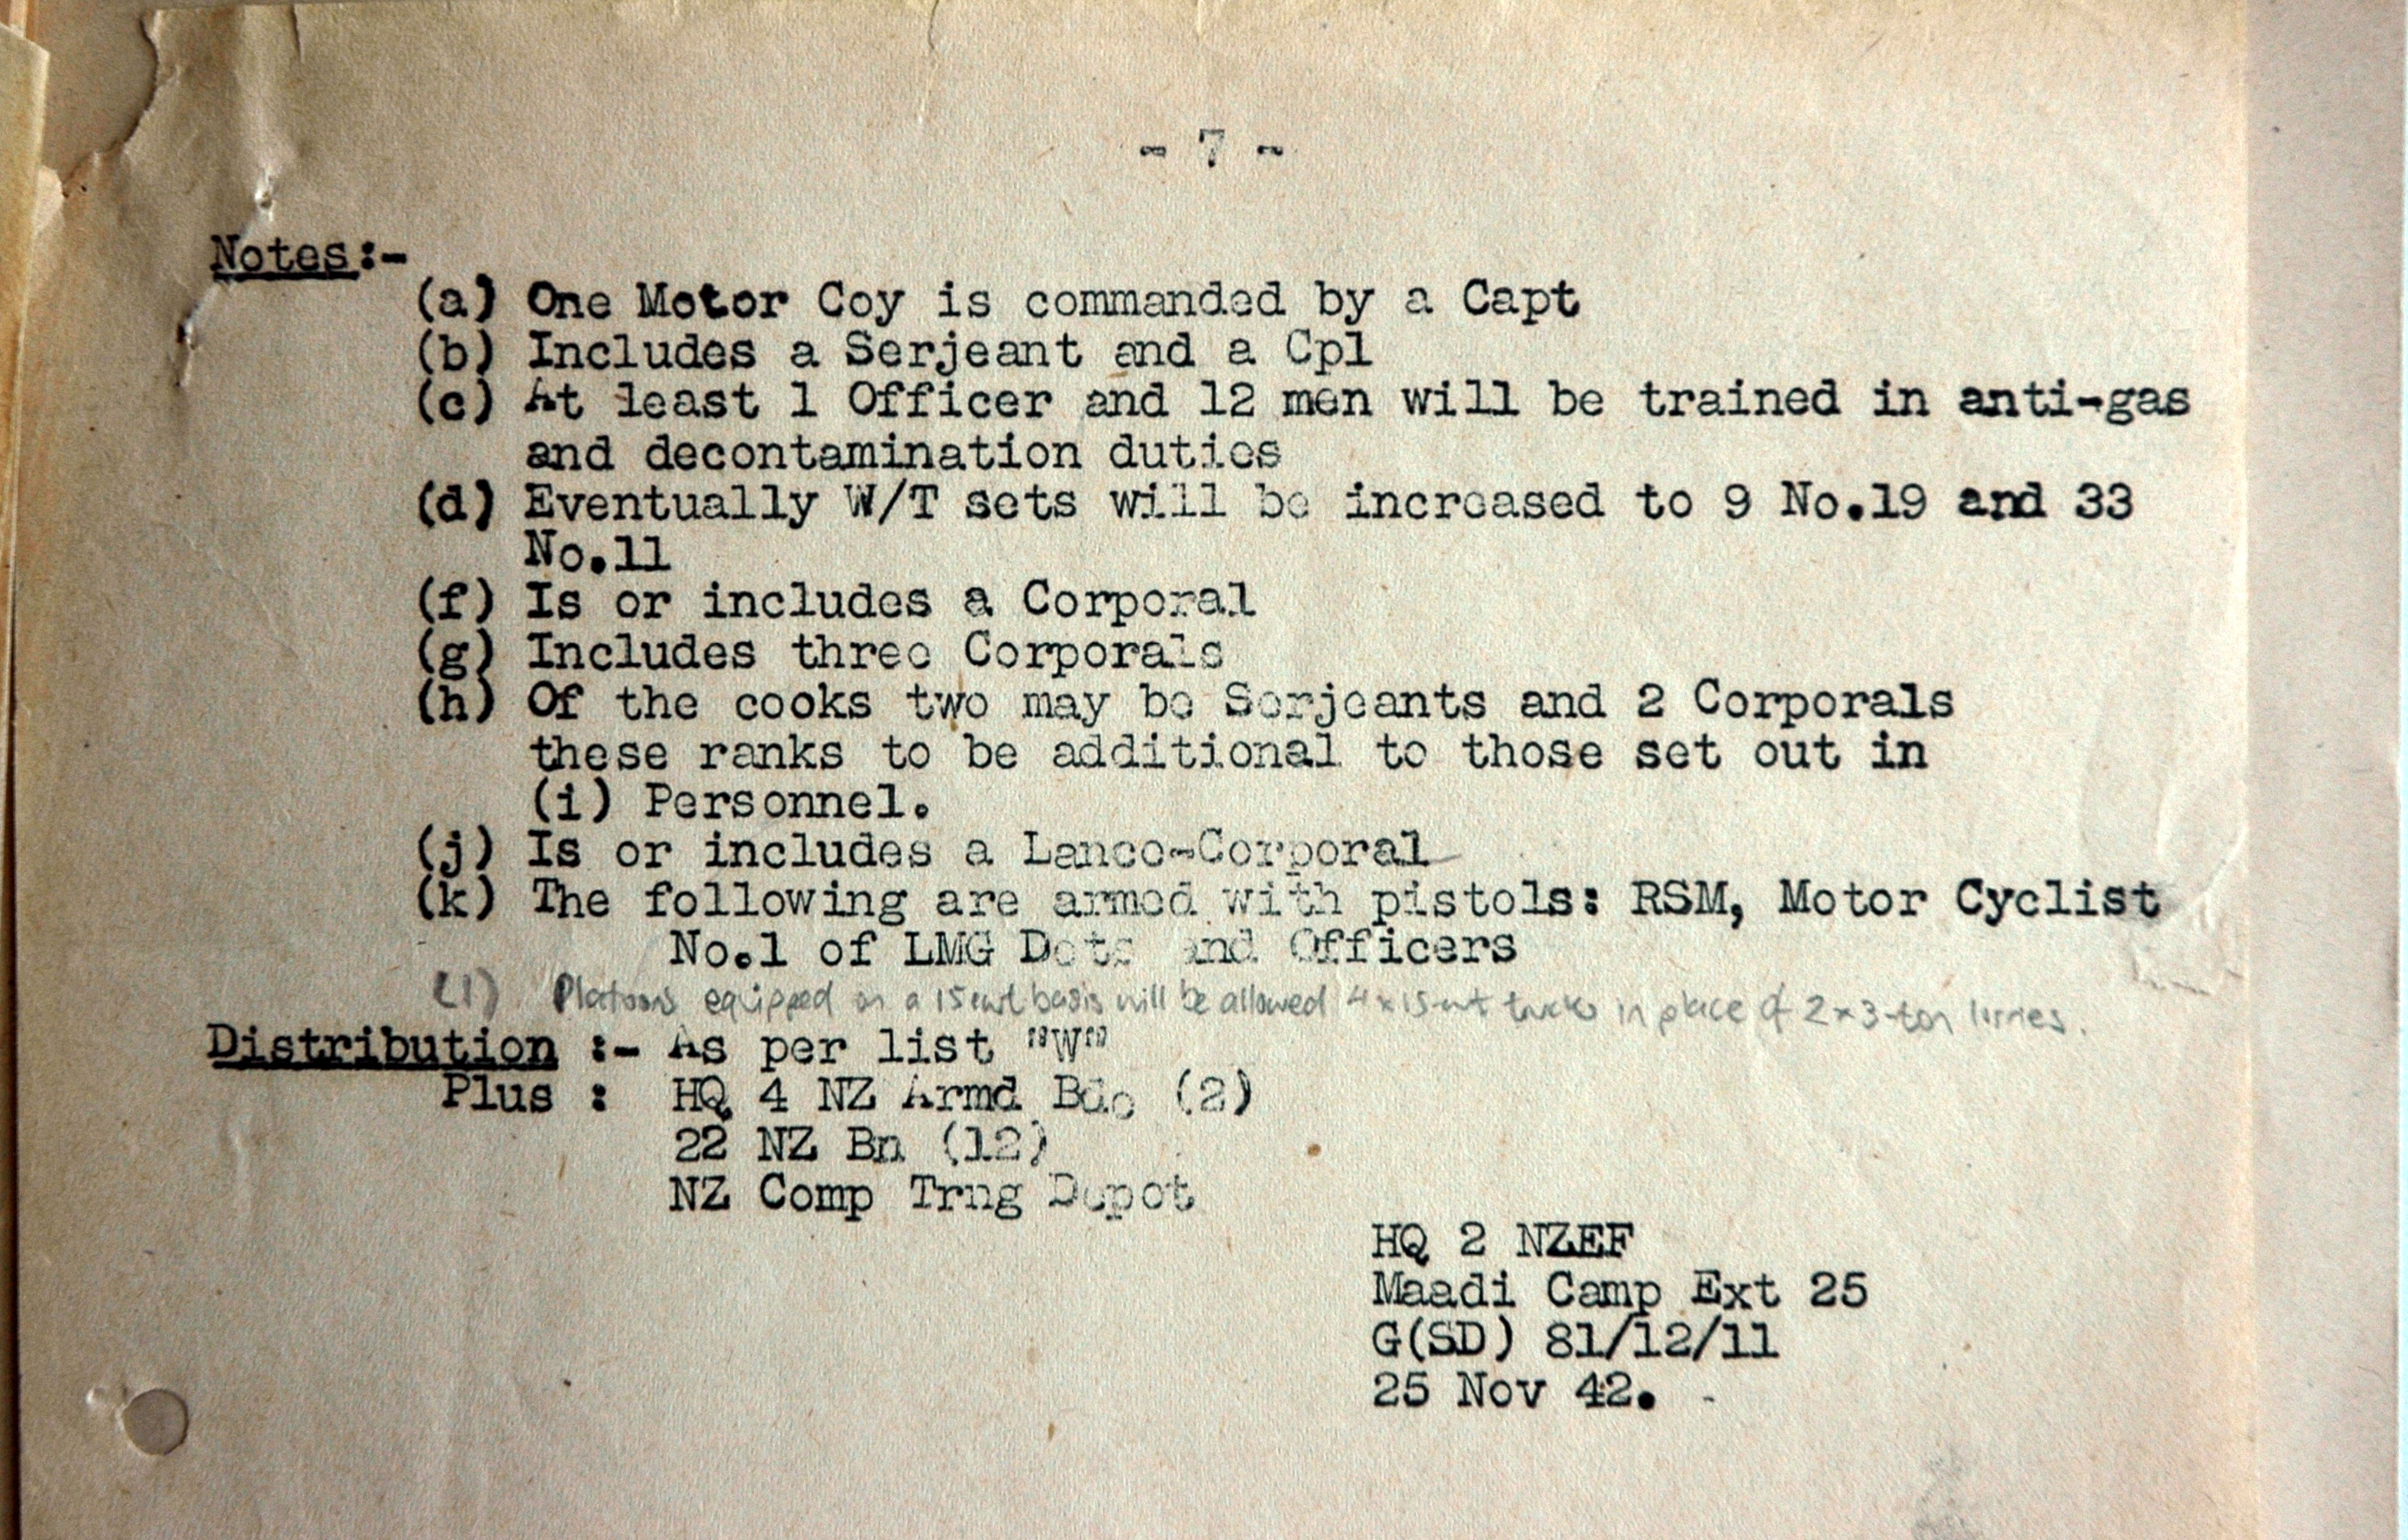 - 7 -
Notes:-
(a) One Motor Coy is commanded by a Capt
(b) Includes a Serjeant and a Cpl
(c) At least 1 Officer and 12 men will be trained in anti-gas
and decontamination duties
(d) Eventually W/T sets will be increased to 9 No.19 and 33
No.11
(f) Is or includes a Corporal
(g) Includes three Corporals
(h) Of the cooks two may be Serjeants and 2 Corporals
these ranks to be additional to those set out in
(i) Personnel.
(j) Is or includes a Lance-Corporal
(k) The following are armed with pistols: RSM, Motor Cyclist
No.1 of LMG Dets and Officers
(l) Platoons equipped on a 15cwt basis will be allowed 4 x 15cwt trucks in place of 2 x 3-ton lorries.
Distribution :- As per list "W"
Plus : HQ 4 NZ Armd Bde (2)
22 NZ Bn (12)
NZ Comp Trng Depot
HQ 2 NZEF
Maadi Camp Ext 25
G(SD) 81/12/11
25 Nov 42.